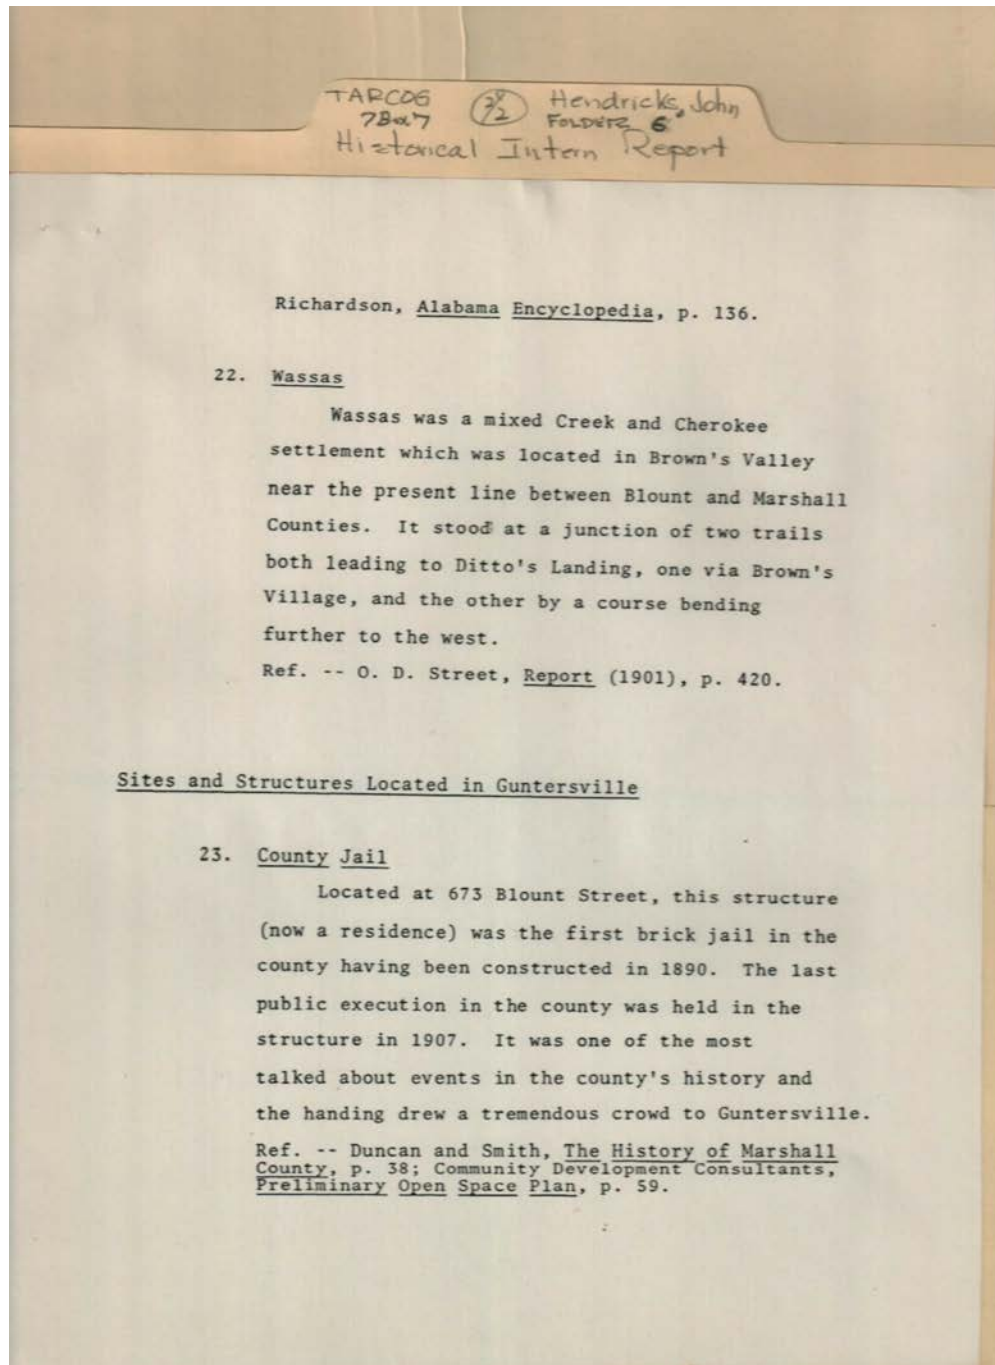 TARCOG Hendricks, John
FOLDER 6
Historical Intern Report
Richardson, Alabama Encyclopedia, p. 136.
22. Wassas
Wassas was a mixed Creek and Cherokee
settlement which was located in Brown's Valley
near the present line between Blount and Marshall
Counties. It stood at a junction of two trails
both leading to Ditto's Landing, one via Brown's
Village, and the other by a course bending
further to the west.
Ref. -- O. D. Street, Report (1901), p. 420.
Sites and Structures Located in Guntersville
23. County Jail
Located at 673 Blount Street, this structure
(now a residence) was the first brick jail in the
county having been constructed in 1890. The last
public execution in the county was held in the
structure in 1907. It was one of the most
talked about events in the county's history and
the handing drew a tremendous crowd to Guntersville.
Ref. -- Duncan and Smith, The History of Marshall
County, p. 38; Community Development Consultants,
Preliminary Open Space Plan, p. 59.